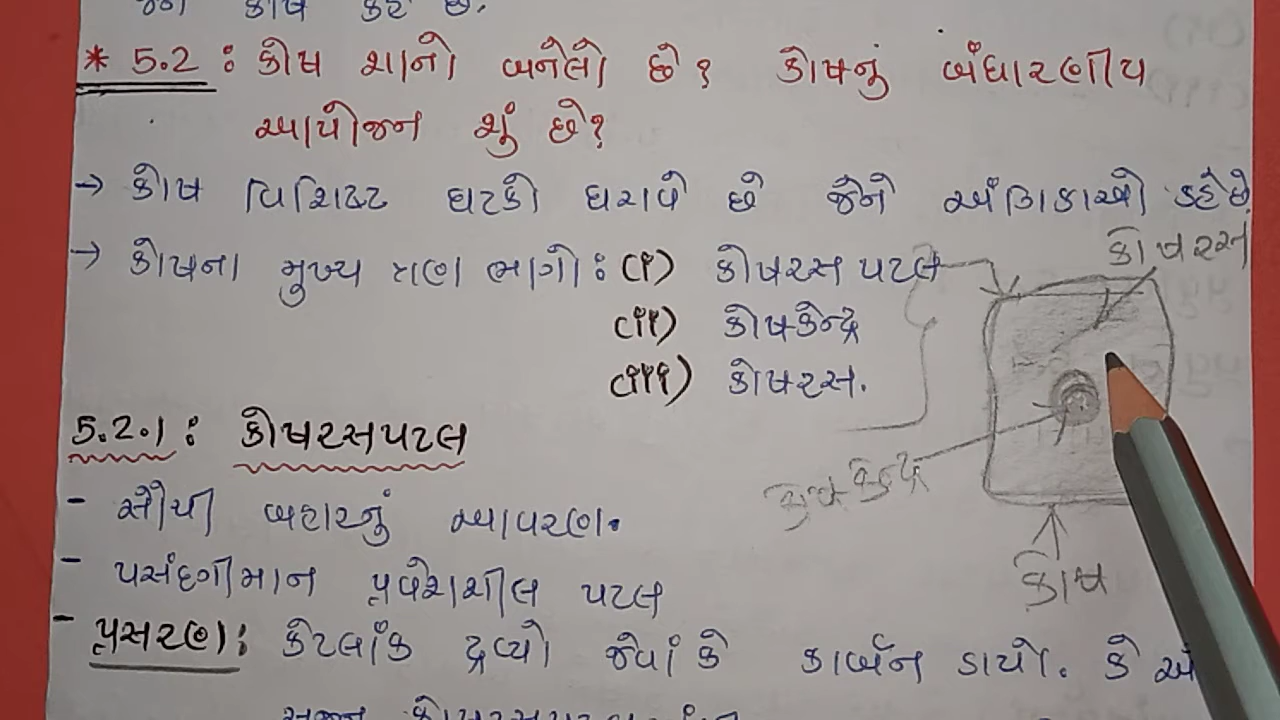 કોષ કહે છે.
* 5.2 : કોષ શાનો બનેલો છે? કોષનું બંધારણીય
આયોજન શું છે?
→ કોષ વિશિષ્ટ ઘટકો ધરાવે છે જેને અંગિકાઓ કહે છે.
→ કોષના મુખ્ય ત્રણ ભાગો : (i) કોષરસ પટલ
કોષરસ
(ii) કોષકેન્દ્ર
(iii) કોષરસ.
5.2.1 : કોષરસપટલ
કોષકેન્દ્ર
- સૌથી બહારનું આવરણ.
કોષ
- પસંદગીમાન પ્રવેશશીલ પટલ
- પ્રસરણ : કેટલાંક દ્રવ્યો જેવાં કે કાર્બન ડાયો. કે